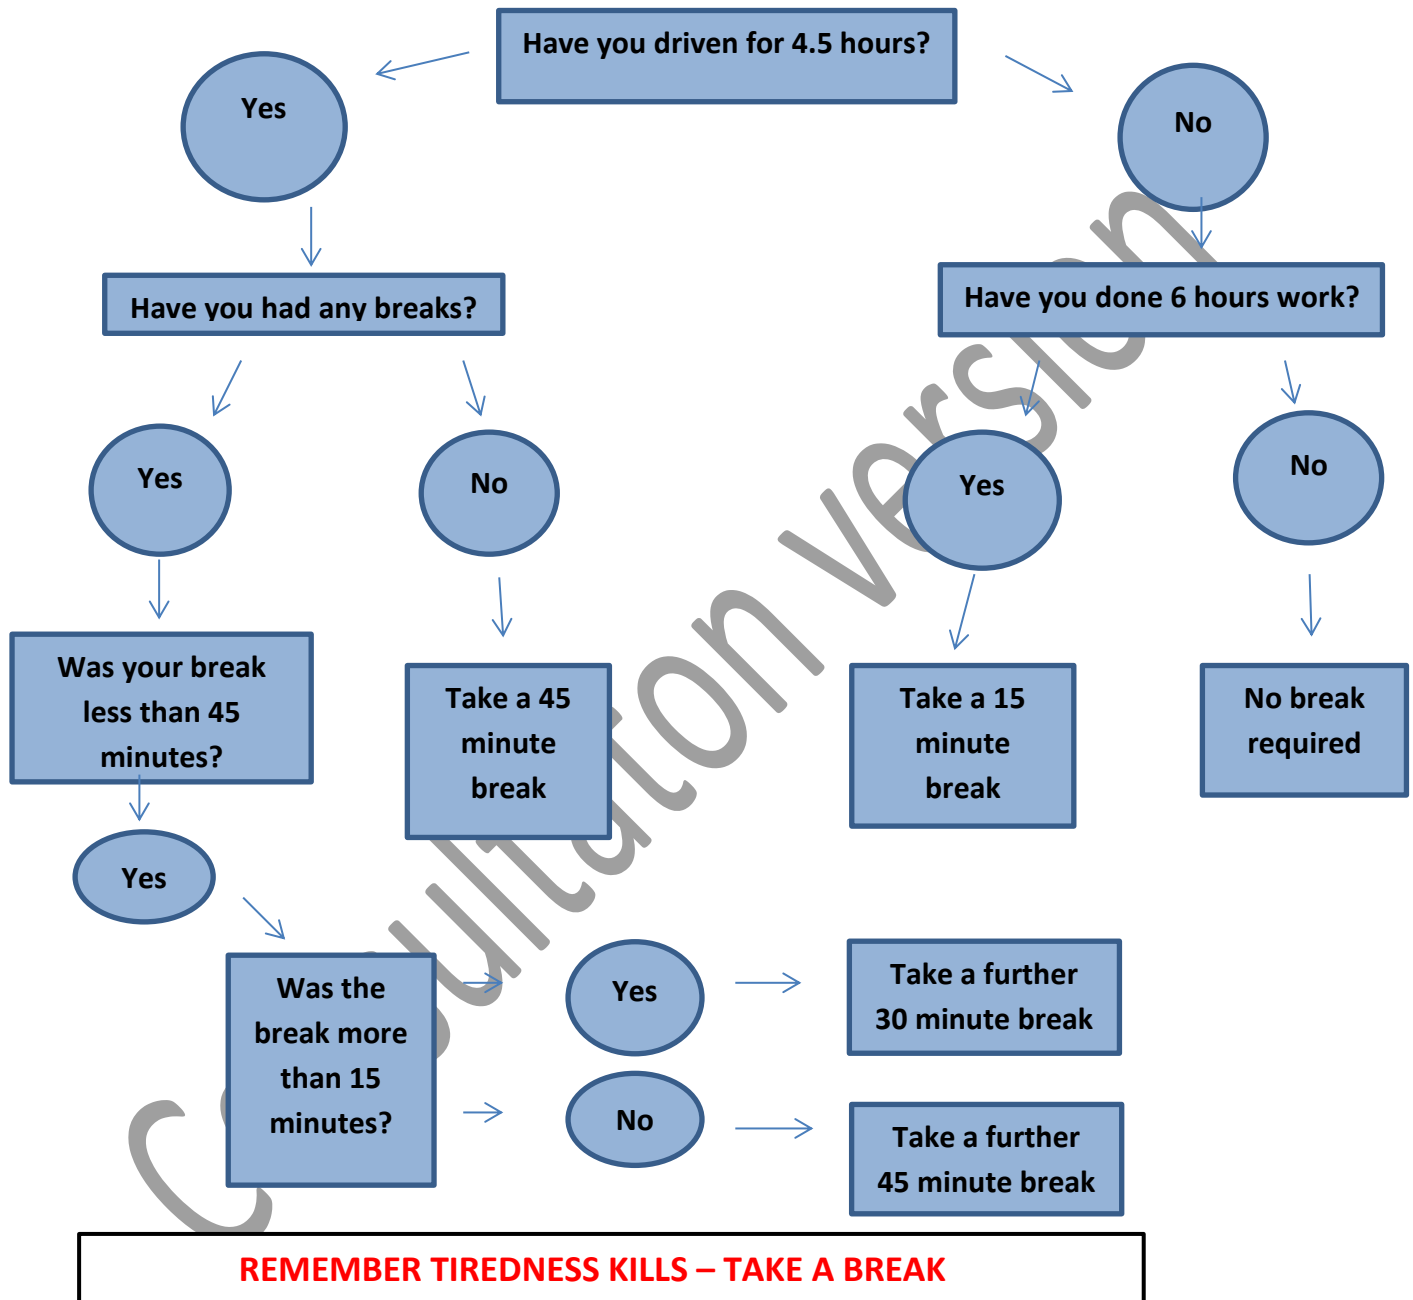 Have you driven for 4.5 hours?
Yes
No
Have you had any breaks?
Have you done 6 hours work?
Yes
No
Yes
No
Was your break
less than 45
minutes?
Take a 45
minute
break
Take a 15
minute
break
No break
required
Yes
Was the
break more
than 15
minutes?
Yes
Take a further
30 minute break
No
Take a further
45 minute break
REMEMBER TIREDNESS KILLS – TAKE A BREAK
version